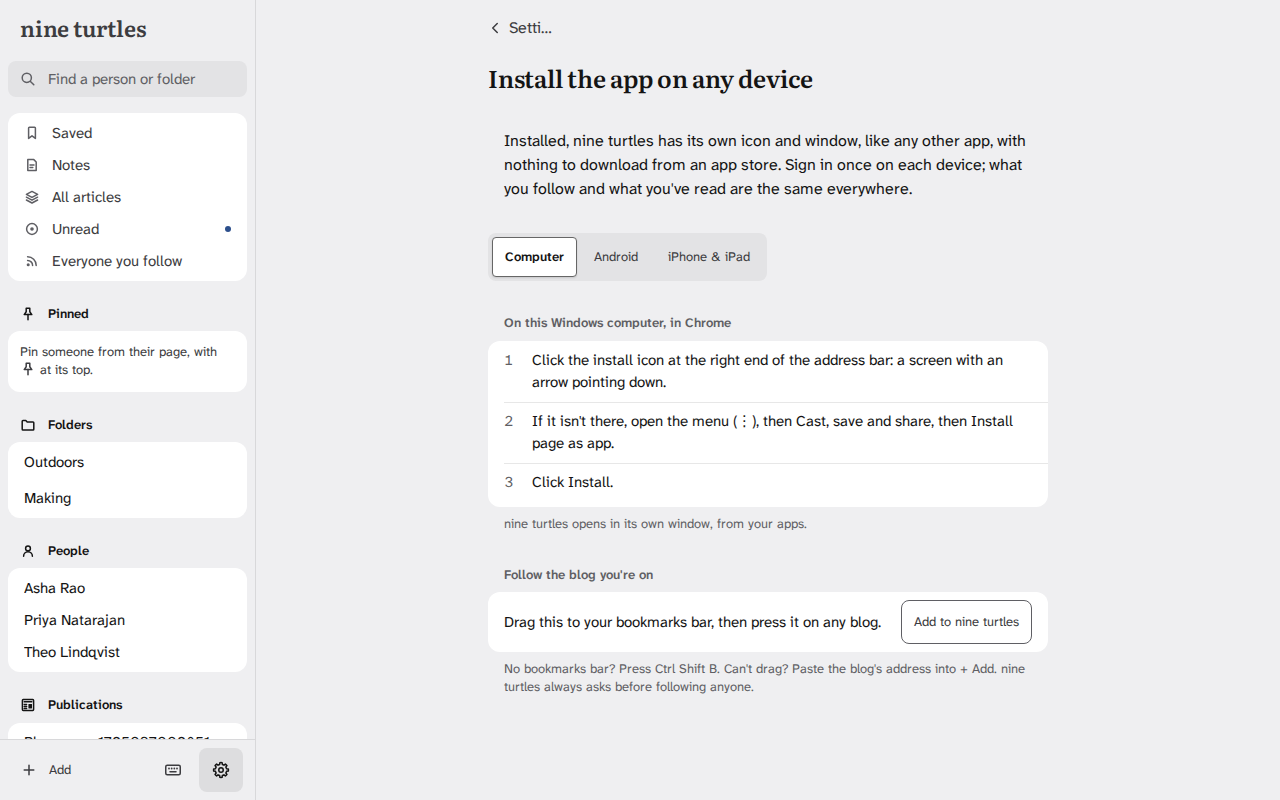 nine turtles
Find a person or folder
Saved
Notes
All articles
Unread
Everyone you follow
Pinned
Pin someone from their page, with
at its top.
Folders
Outdoors
Making
People
Asha Rao
Priya Natarajan
Theo Lindqvist
Publications
Add
Setti...
Install the app on any device
Installed, nine turtles has its own icon and window, like any other app, with
nothing to download from an app store. Sign in once on each device; what
you follow and what you've read are the same everywhere.
Computer
Android
iPhone & iPad
On this Windows computer, in Chrome
1 Click the install icon at the right end of the address bar: a screen with an
arrow pointing down.
2 If it isn't there, open the menu (⋮), then Cast, save and share, then Install
page as app.
3 Click Install.
nine turtles opens in its own window, from your apps.
Follow the blog you're on
Drag this to your bookmarks bar, then press it on any blog.
Add to nine turtles
No bookmarks bar? Press Ctrl Shift B. Can't drag? Paste the blog's address into + Add. nine
turtles always asks before following anyone.